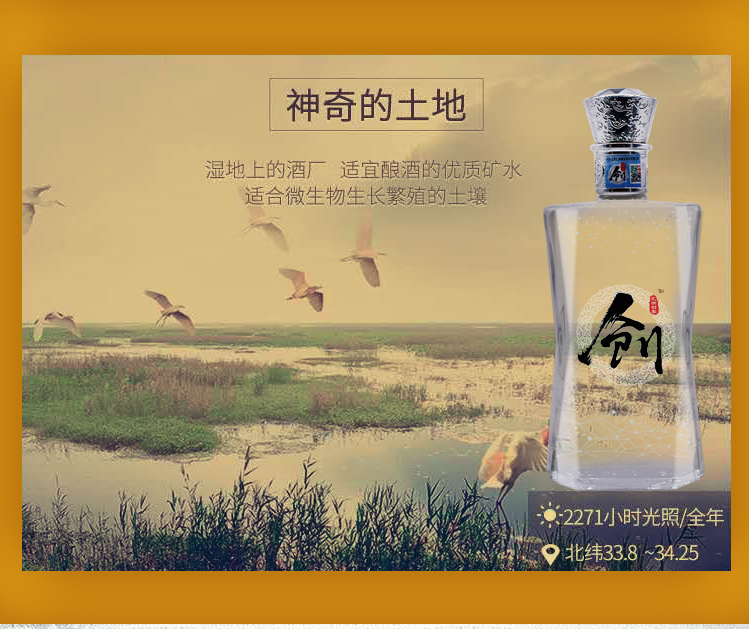 神奇的土地
湿地上的酒厂 适宜酿酒的优质矿水
适合微生物生长繁殖的土壤
创
创
2271小时光照/全年
北纬33.8 ~34.25